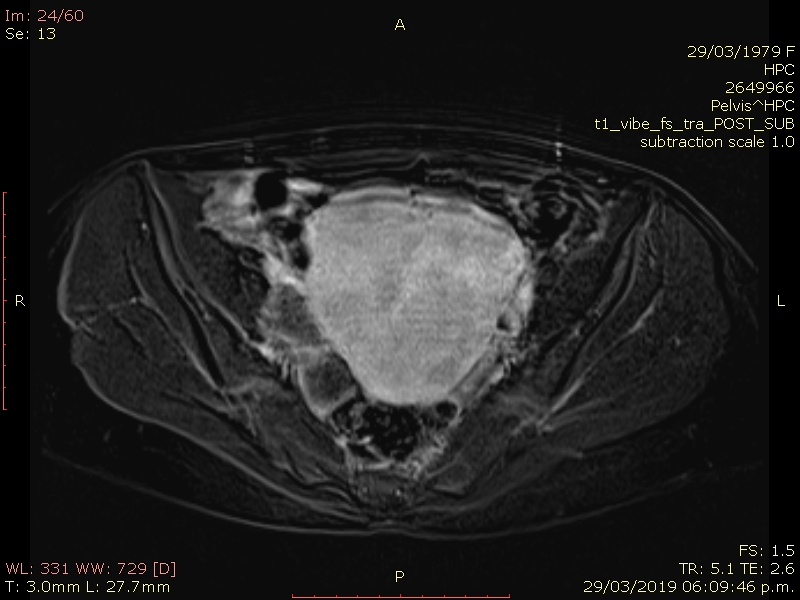 Im: 24/60
Se: 13
A
29/03/1979 F
HPC
2649966
Pelvis^HPC
t1_vibe_fs_tra_POST_SUB
subtraction scale 1.0
R
L
WL: 331 WW: 729 [D]
T: 3.0mm L: 27.7mm
P
FS: 1.5
TR: 5.1 TE: 2.6
29/03/2019 06:09:46 p.m.